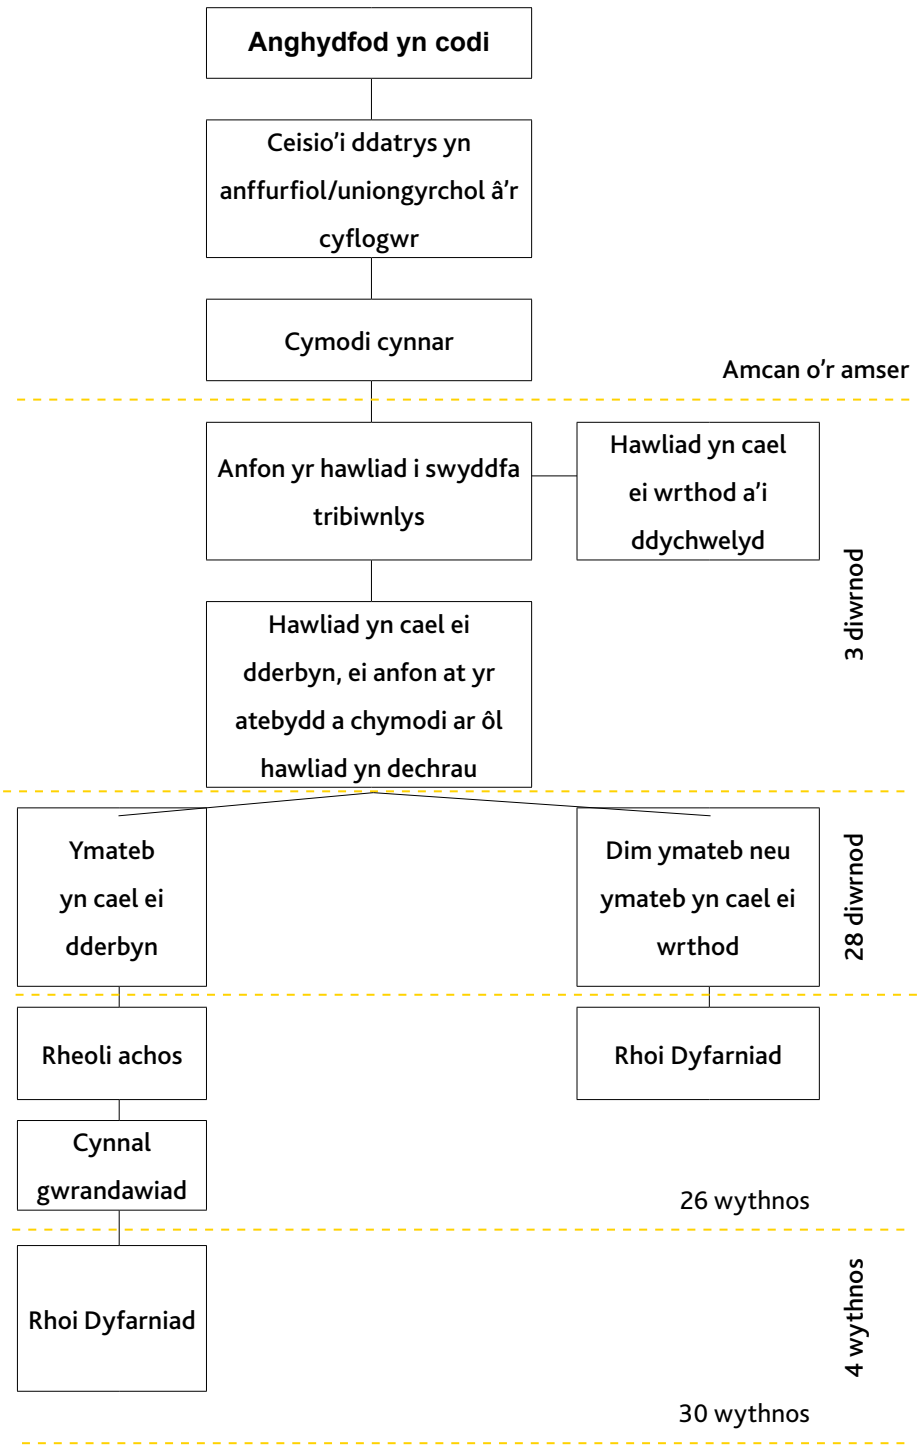 Anghydfod yn codi
Ceisio’i ddatrys yn
anffurfiol/uniongyrchol â’r
cyflogwr
Cymodi cynnar
Amcan o’r amser
Anfon yr hawliad i swyddfa
tribiwnlys
Hawliad yn cael
ei wrthod a’i
ddychwelyd
3 diwrnod
Hawliad yn cael ei
dderbyn, ei anfon at yr
atebydd a chymodi ar ôl
hawliad yn dechrau
Ymateb
yn cael ei
dderbyn
Dim ymateb neu
ymateb yn cael ei
wrthod
28 diwrnod
Rheoli achos
Rhoi Dyfarniad
Cynnal
gwrandawiad
26 wythnos
Rhoi Dyfarniad
4 wythnos
30 wythnos